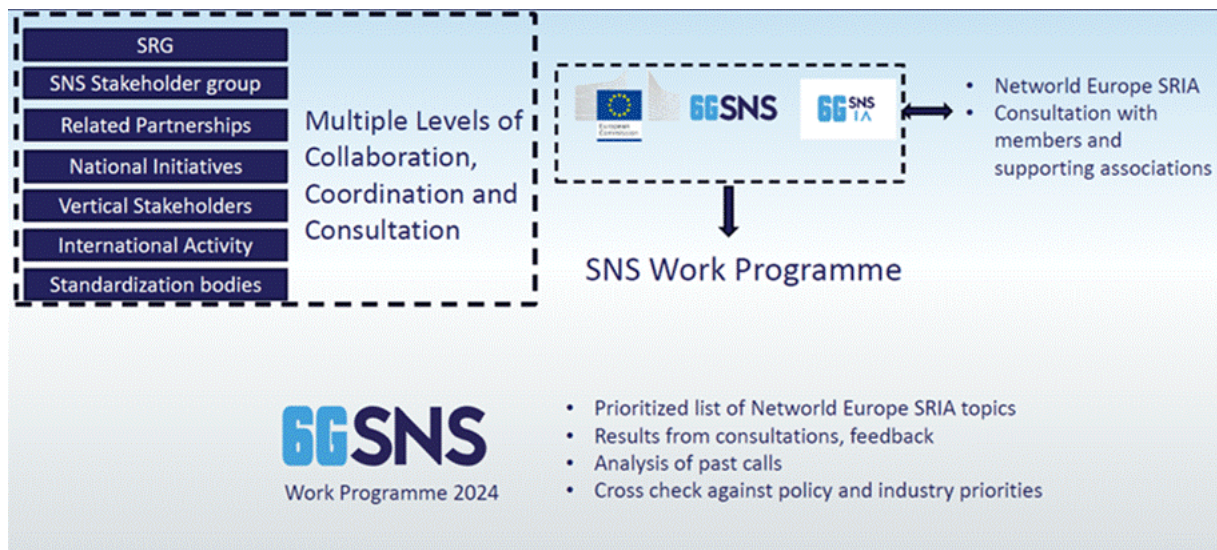 SRG
SNS Stakeholder group
Related Partnerships
National Initiatives
Vertical Stakeholders
International Activity
Standardization bodies
Multiple Levels of
Collaboration,
Coordination and
Consultation
European
Commission
6GSNS
6G SNS
IA
• Networld Europe SRIA
• Consultation with
members and
supporting associations
SNS Work Programme
6GSNS
Work Programme 2024
• Prioritized list of Networld Europe SRIA topics
• Results from consultations, feedback
• Analysis of past calls
• Cross check against policy and industry priorities